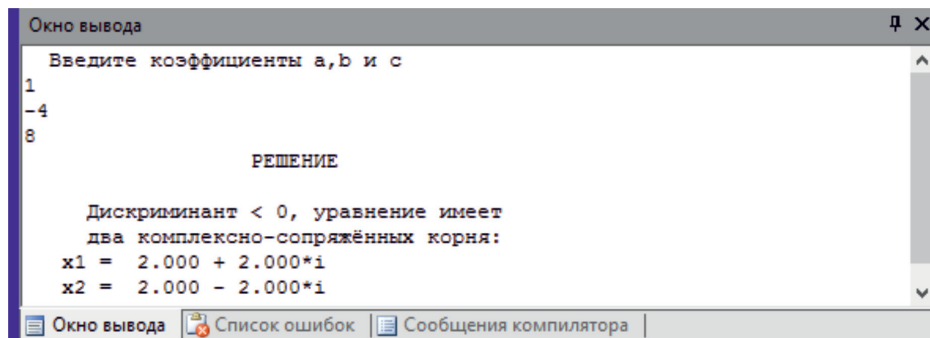 Окно вывода
Введите коэффициенты a,b и c
1
-4
8
РЕШЕНИЕ
Дискриминант < 0, уравнение имеет
два комплексно-сопряжённых корня:
x1 =  2.000 + 2.000*i
x2 =  2.000 - 2.000*i
Окно вывода Список ошибок Сообщения компилятора